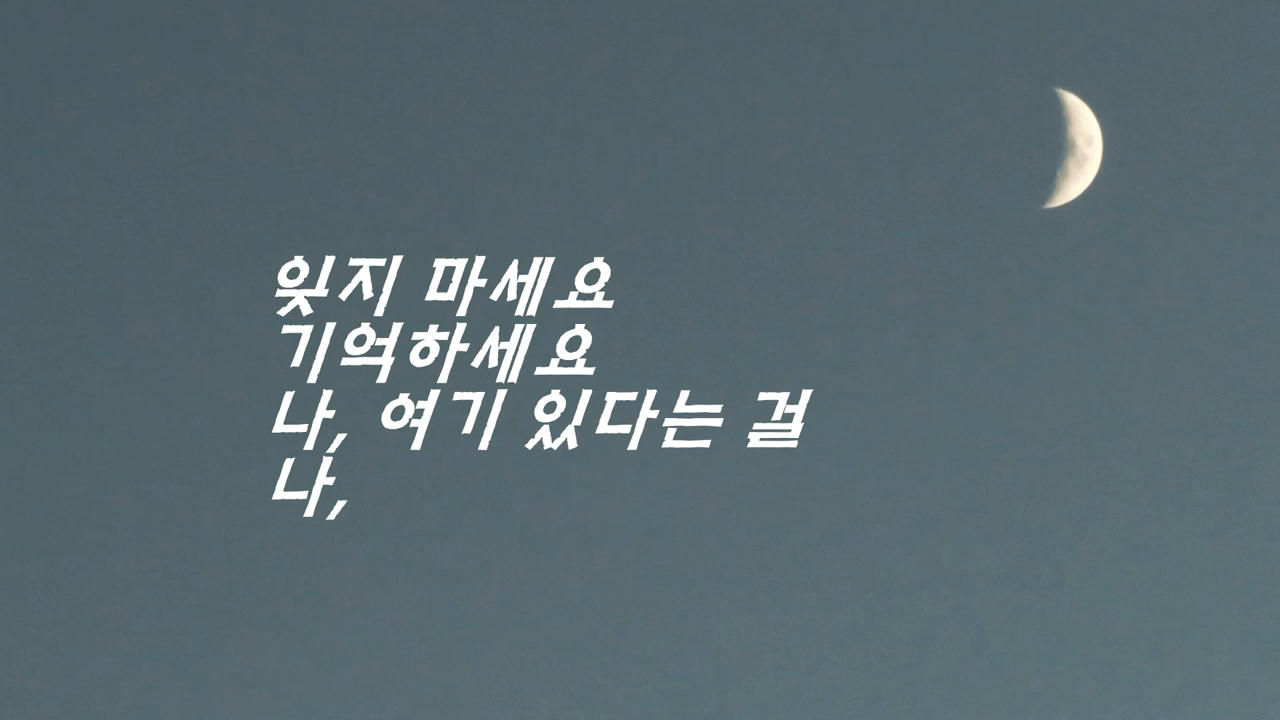 잊지 마세요
기억하세요
나, 여기 있다는 걸
나,